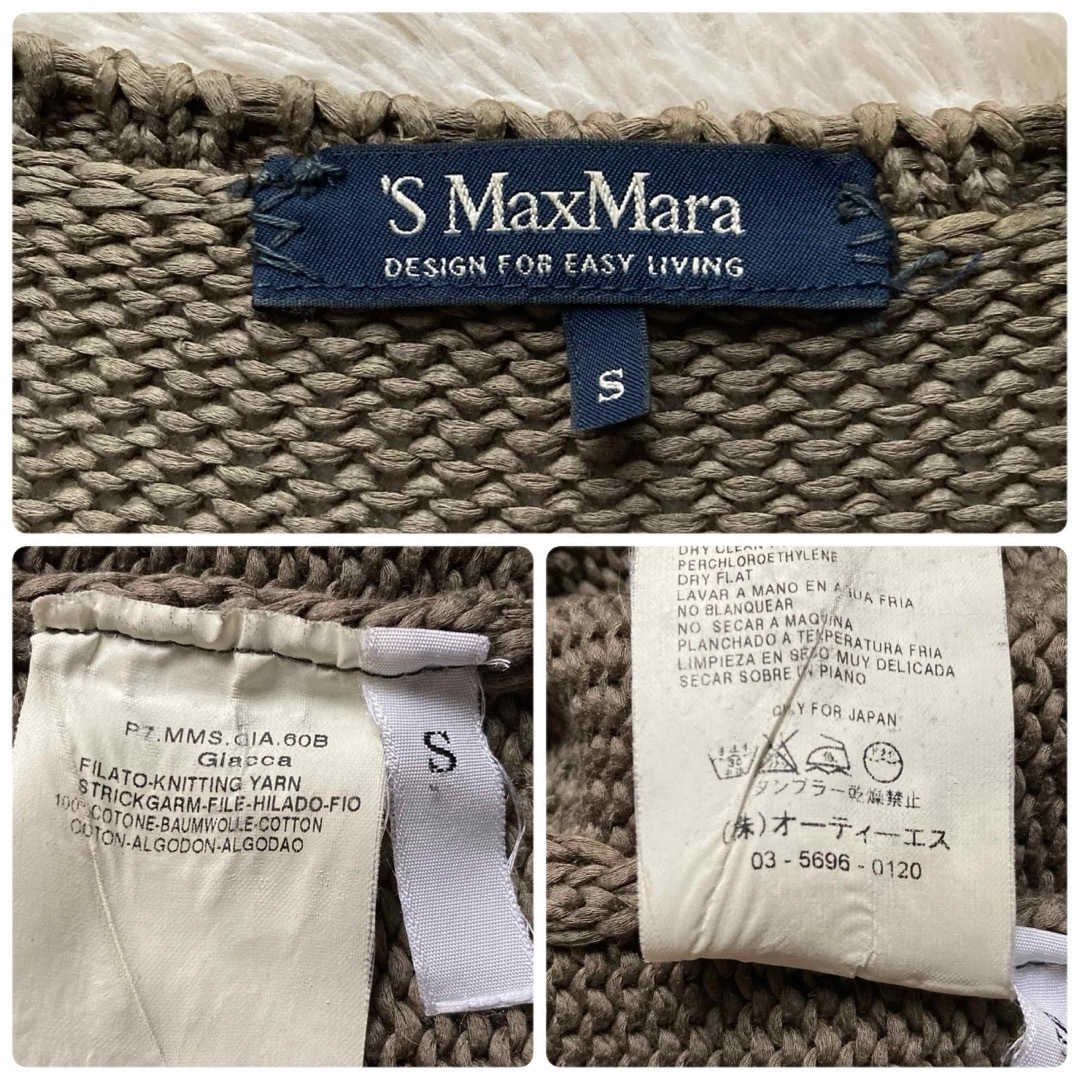 'S MaxMara
DESIGN FOR EASY LIVING
S
PZ.MMS.GIA.60B
Giacca
FILATO-KNITTING YARN
STRICKGARM-FILE-HILADO-FIO
100% COTONE-BAUMWOLLE-COTTON
COTON-ALGODON-ALGODAO
S
DRY CLEAN
PERCHLOROETHYLENE
DRY FLAT
LAVAR A MANO EN AGUA FRIA
NO BLANQUEAR
NO SECAR A MAQUINA
PLANCHADO A TEMPERATURA FRIA
LIMPIEZA EN SECO MUY DELICADA
SECAR SOBRE UN PIANO
ONLY FOR JAPAN
タンブラー乾燥禁止
(株)オーティーエス
03-5696-0120